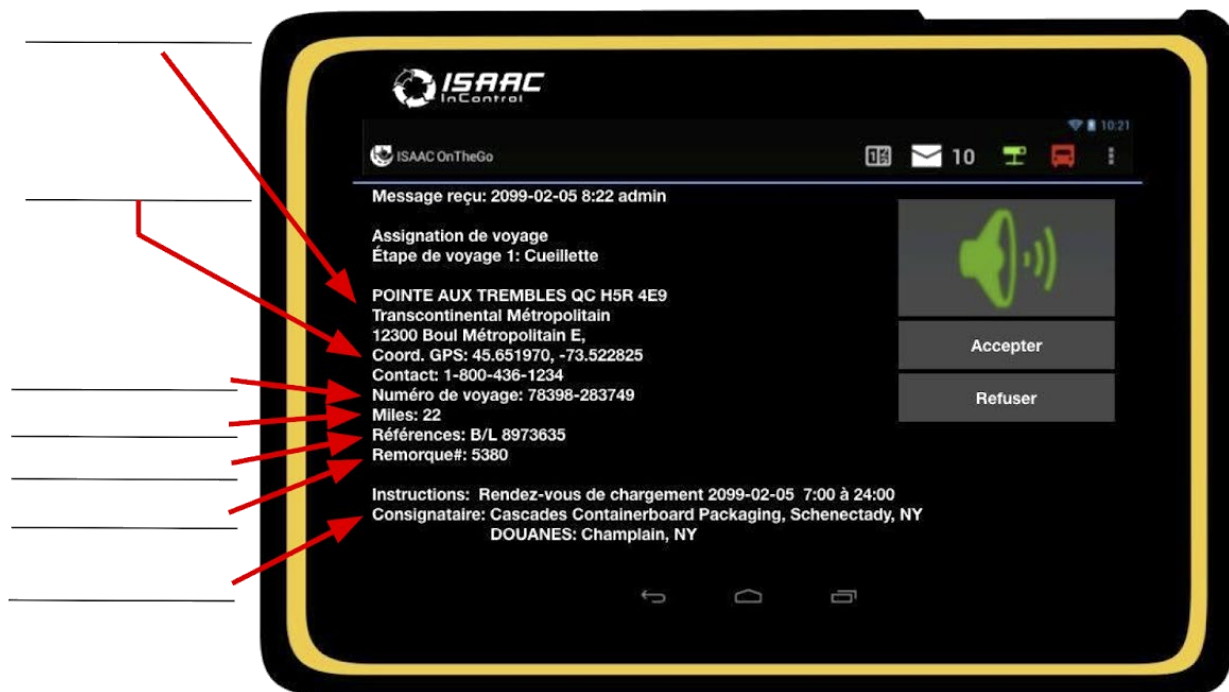 ISAAC
InControl
10:21
ISAAC OnTheGo
10
Message reçu: 2099-02-05 8:22 admin
Assignation de voyage
Étape de voyage 1: Cueillette
POINTE AUX TREMBLES QC H5R 4E9
Transcontinental Métropolitain
12300 Boul Métropolitain E,
Coord. GPS: 45.651970, -73.522825
Contact: 1-800-436-1234
Numéro de voyage: 78398-283749
Miles: 22
Références: B/L 8973635
Remorque#: 5380
Instructions: Rendez-vous de chargement 2099-02-05 7:00 à 24:00
Consignataire: Cascades Containerboard Packaging, Schenectady, NY
DOUANES: Champlain, NY
Accepter
Refuser